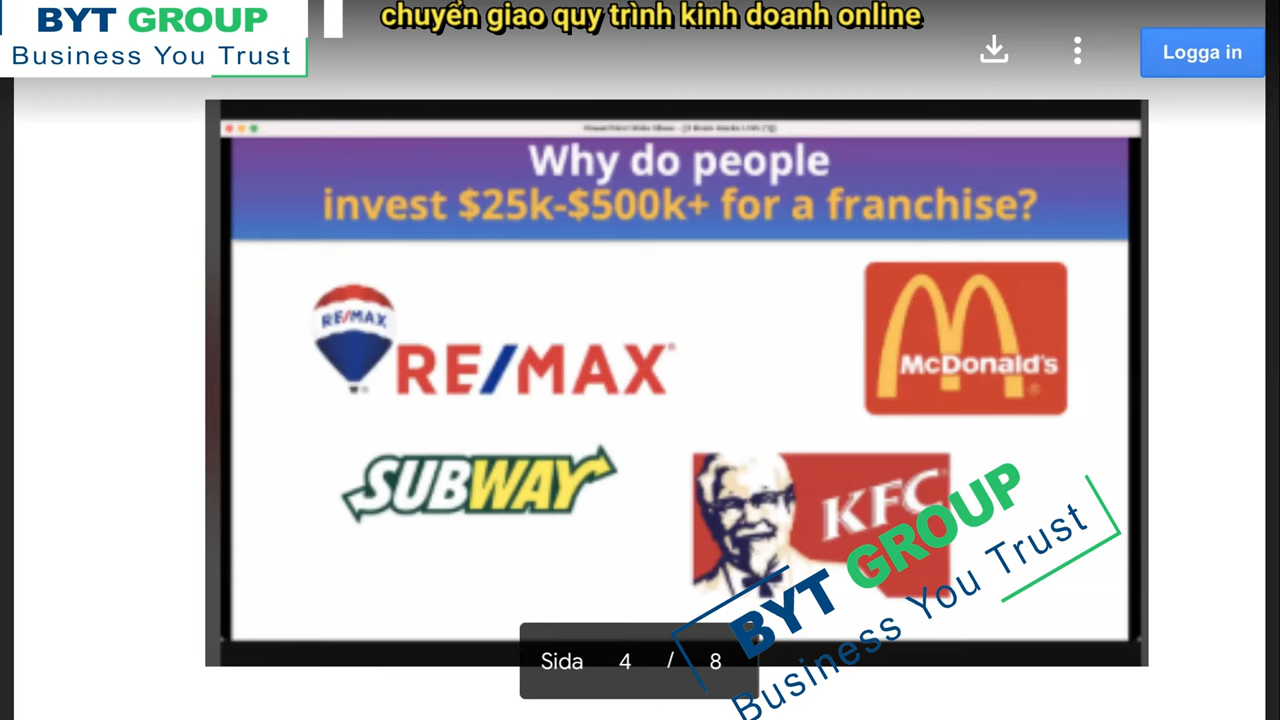 BYT GROUP
Business You Trust
chuyển giao quy trình kinh doanh online
Logga in
Why do people
invest $25k-$500k+ for a franchise?
RE/MAX
RE/MAX
McDonald's
SUBWAY
KFC
BYT GROUP
Business You Trust
Sida 4 / 8